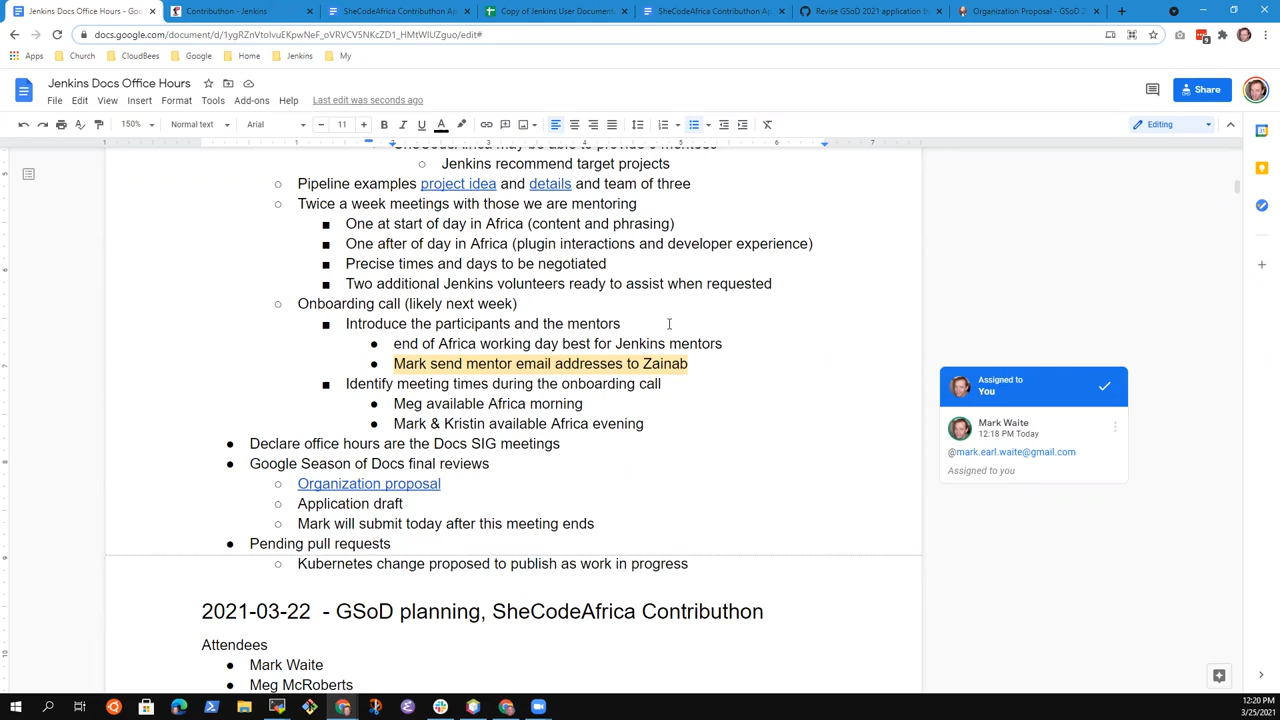 Jenkins Docs Office Hours - Goo
Contribution - Jenkins
SheCodeAfrica Contributhon Ap
Copy of Jenkins User Document
SheCodeAfrica Contributhon Ap
Revise GSoD 2021 application t
Organization Proposal - GSoD 2
docs.google.com/document/d/1ygRZnVtoIvuEKpwNeF_oVRVCV5NKcZD1_HMtWIUZguo/edit#
Apps
Church
CloudBees
Google
Home
Jenkins
My
Jenkins Docs Office Hours
File Edit View Insert Format Tools Add-ons Help Last edit was seconds ago
Share
150% Normal text Arial 11
Editing
Jenkins recommend target projects
Pipeline examples project idea and details and team of three
Twice a week meetings with those we are mentoring
One at start of day in Africa (content and phrasing)
One after of day in Africa (plugin interactions and developer experience)
Precise times and days to be negotiated
Two additional Jenkins volunteers ready to assist when requested
Onboarding call (likely next week)
Introduce the participants and the mentors
end of Africa working day best for Jenkins mentors
Mark send mentor email addresses to Zainab
Identify meeting times during the onboarding call
Meg available Africa morning
Mark & Kristin available Africa evening
Declare office hours are the Docs SIG meetings
Google Season of Docs final reviews
Organization proposal
Application draft
Mark will submit today after this meeting ends
Pending pull requests
Kubernetes change proposed to publish as work in progress
2021-03-22 - GSoD planning, SheCodeAfrica Contributhon
Attendees
Mark Waite
Meg McRoberts
Assigned to
You
Mark Waite
12:18 PM Today
@mark.earl.waite@gmail.com
Assigned to you
12:20 PM
3/25/2021